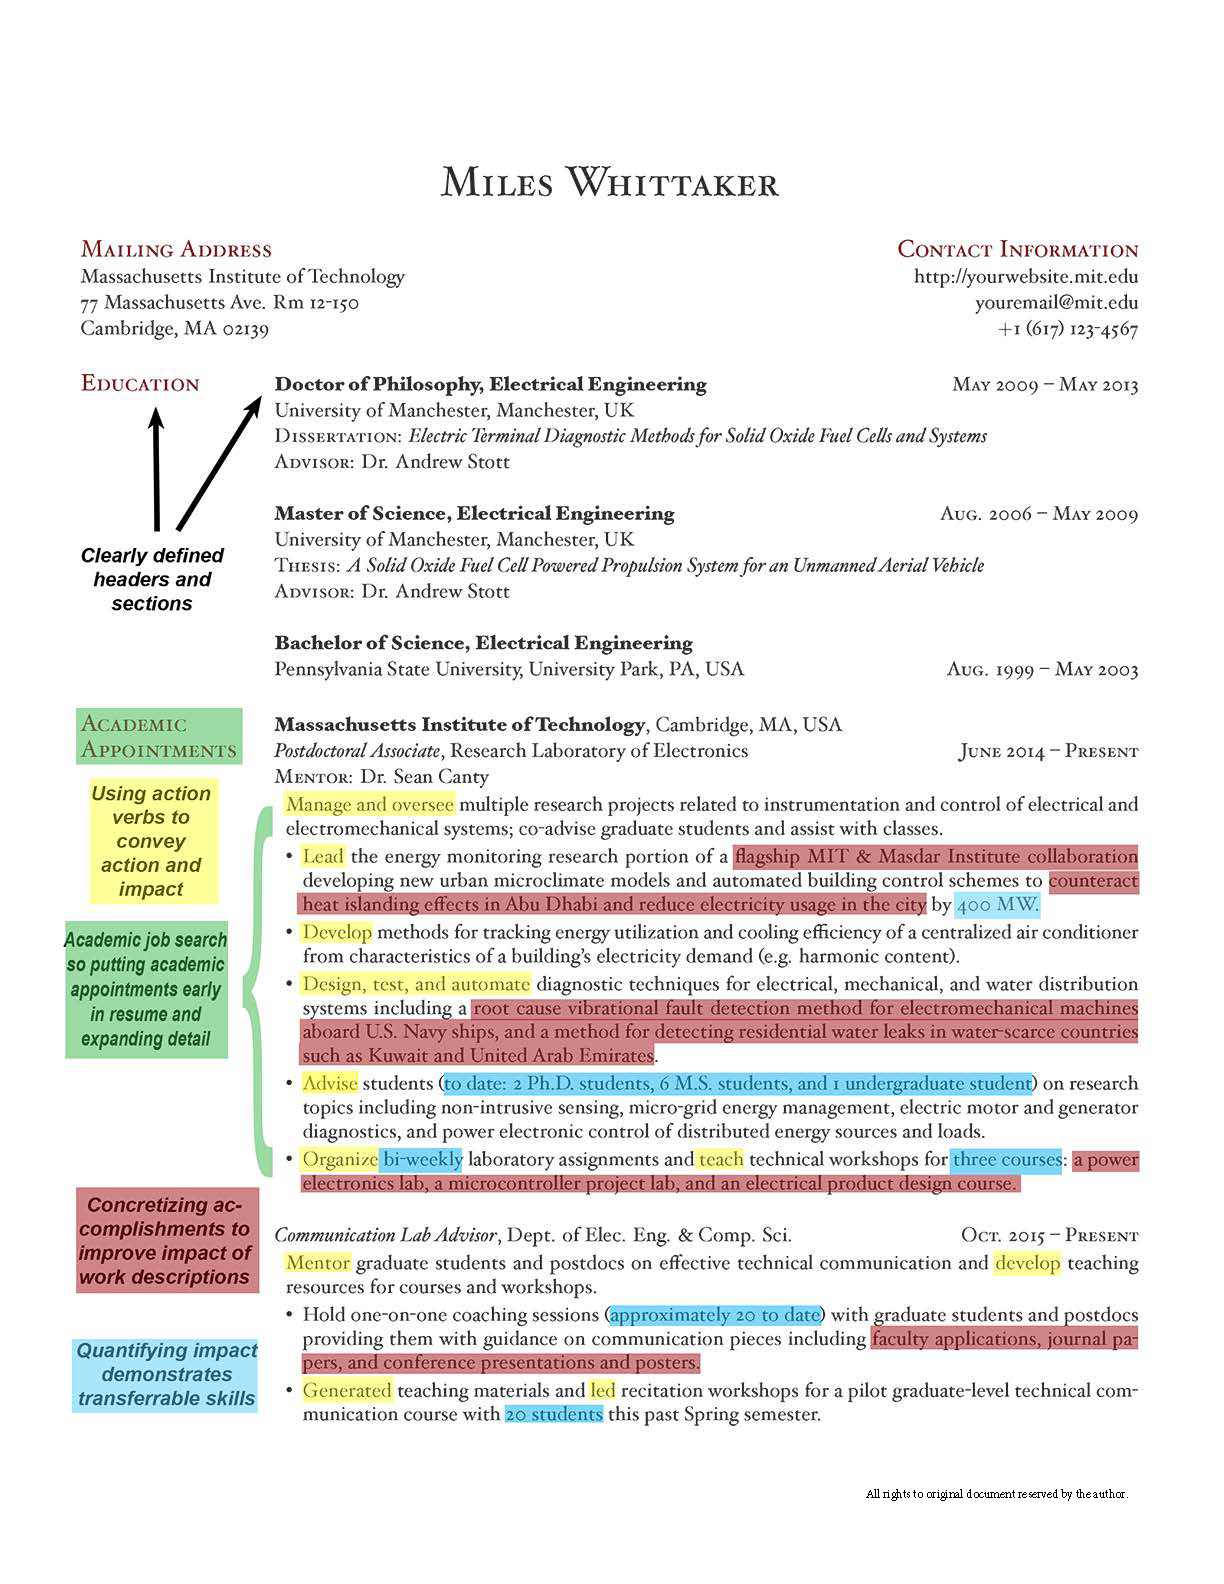 Miles Whittaker
Mailing Address
Massachusetts Institute of Technology
77 Massachusetts Ave. Rm 12-150
Cambridge, MA 02139
Contact Information
http://yourwebsite.mit.edu
youremail@mit.edu
+1 (617) 123-4567
Education
Clearly defined
headers and
sections
Doctor of Philosophy, Electrical Engineering May 2009 – May 2013
University of Manchester, Manchester, UK
Dissertation: Electric Terminal Diagnostic Methods for Solid Oxide Fuel Cells and Systems
Advisor: Dr. Andrew Stott
Master of Science, Electrical Engineering Aug. 2006 – May 2009
University of Manchester, Manchester, UK
Thesis: A Solid Oxide Fuel Cell Powered Propulsion System for an Unmanned Aerial Vehicle
Advisor: Dr. Andrew Stott
Bachelor of Science, Electrical Engineering
Pennsylvania State University, University Park, PA, USA Aug. 1999 – May 2003
Academic
Appointments
Using action
verbs to
convey
action and
impact
Academic job search
so putting academic
appointments early
in resume and
expanding detail
Massachusetts Institute of Technology, Cambridge, MA, USA
Postdoctoral Associate, Research Laboratory of Electronics June 2014 – Present
Mentor: Dr. Sean Canty
Manage and oversee multiple research projects related to instrumentation and control of electrical and
electromechanical systems; co-advise graduate students and assist with classes.
• Lead the energy monitoring research portion of a flagship MIT & Masdar Institute collaboration
developing new urban microclimate models and automated building control schemes to counteract
heat islanding effects in Abu Dhabi and reduce electricity usage in the city by 400 MW.
• Develop methods for tracking energy utilization and cooling efficiency of a centralized air conditioner
from characteristics of a building's electricity demand (e.g. harmonic content).
• Design, test, and automate diagnostic techniques for electrical, mechanical, and water distribution
systems including a root cause vibrational fault detection method for electromechanical machines
aboard U.S. Navy ships, and a method for detecting residential water leaks in water-scarce countries
such as Kuwait and United Arab Emirates.
• Advise students (to date: 2 Ph.D. students, 6 M.S. students, and 1 undergraduate student) on research
topics including non-intrusive sensing, micro-grid energy management, electric motor and generator
diagnostics, and power electronic control of distributed energy sources and loads.
• Organize bi-weekly laboratory assignments and teach technical workshops for three courses: a power
electronics lab, a microcontroller project lab, and an electrical product design course.
Concretizing ac-
complishments to
improve impact of
work descriptions
Quantifying impact
demonstrates
transferrable skills
Communication Lab Advisor, Dept. of Elec. Eng. & Comp. Sci. Oct. 2015 – Present
Mentor graduate students and postdocs on effective technical communication and develop teaching
resources for courses and workshops.
• Hold one-on-one coaching sessions (approximately 20 to date) with graduate students and postdocs
providing them with guidance on communication pieces including faculty applications, journal pa-
pers, and conference presentations and posters.
• Generated teaching materials and led recitation workshops for a pilot graduate-level technical com-
munication course with 20 students this past Spring semester.
All rights to original document reserved by the author.